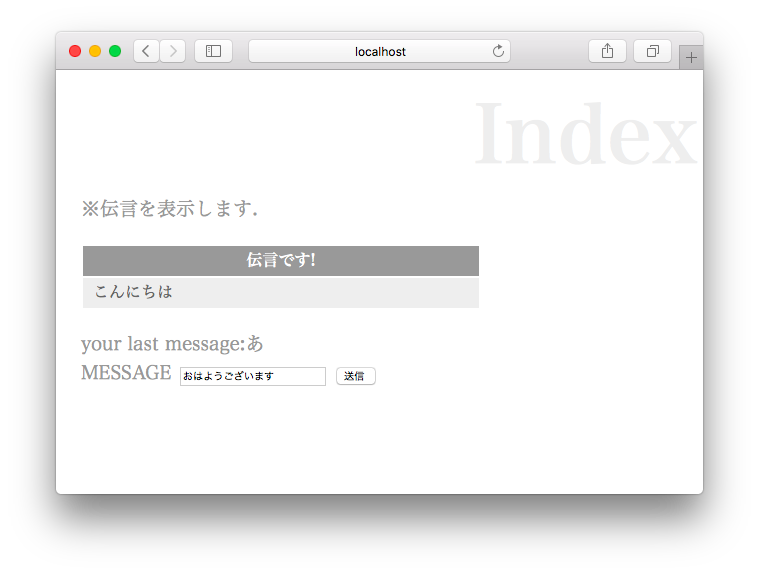 localhost
Index
※伝言を表示します.
伝言です!
こんにちは
your last message:あ
MESSAGE おはようございます 送信